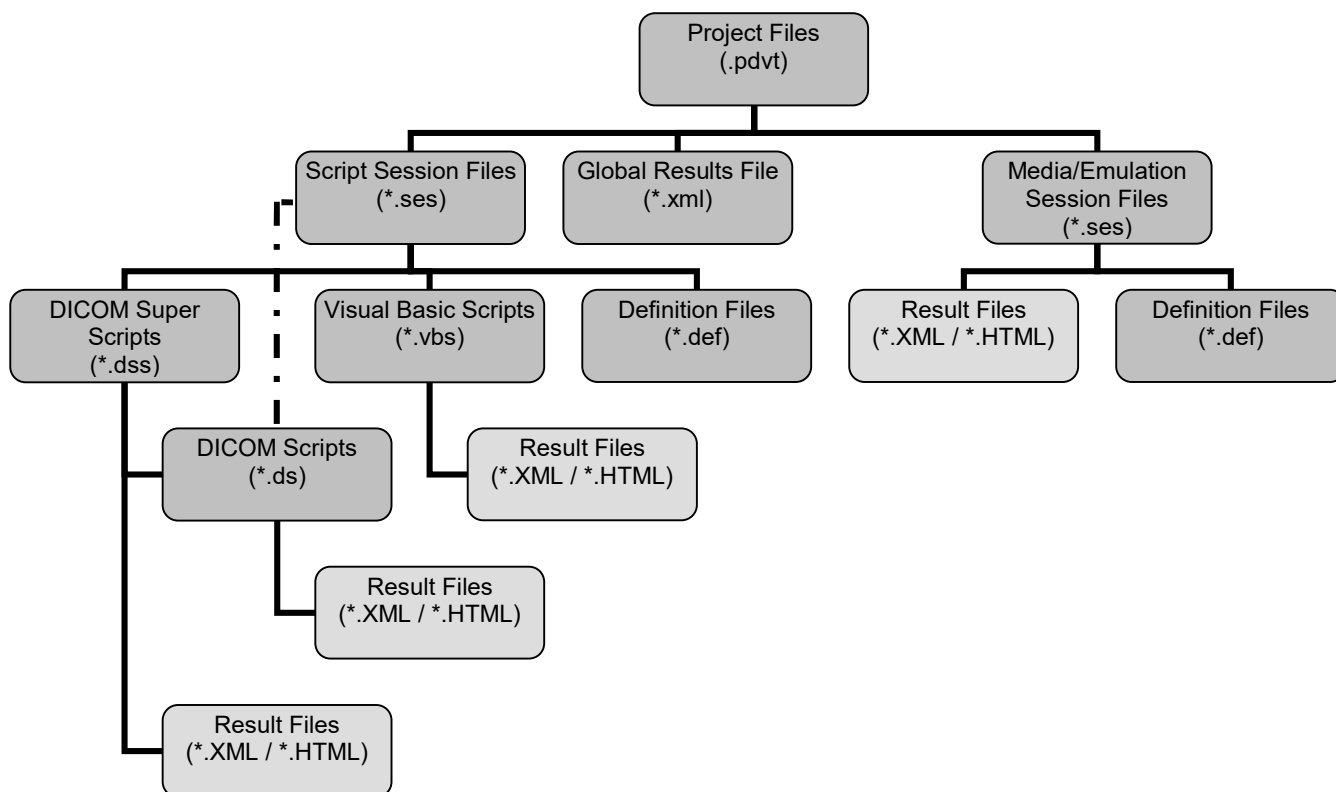 Project Files
(.pdvt)
Script Session Files
(*.ses)
Global Results File
(*.xml)
Media/Emulation
Session Files
(*.ses)
DICOM Super
Scripts
(*.dss)
Visual Basic Scripts
(*.vbs)
Definition Files
(*.def)
Result Files
(*.XML / *.HTML)
Definition Files
(*.def)
DICOM Scripts
(*.ds)
Result Files
(*.XML / *.HTML)
Result Files
(*.XML / *.HTML)
Result Files
(*.XML / *.HTML)